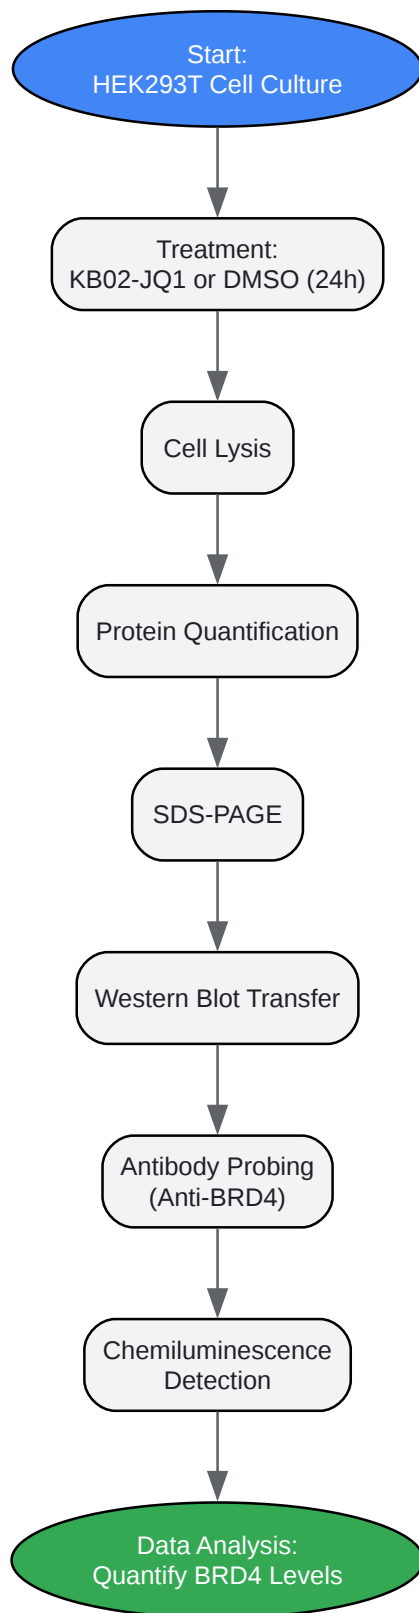 Start:
HEK293T Cell Culture
Treatment:
KB02-JQ1 or DMSO (24h)
Cell Lysis
Protein Quantification
SDS-PAGE
Western Blot Transfer
Antibody Probing
(Anti-BRD4)
Chemiluminescence
Detection
Data Analysis:
Quantify BRD4 Levels